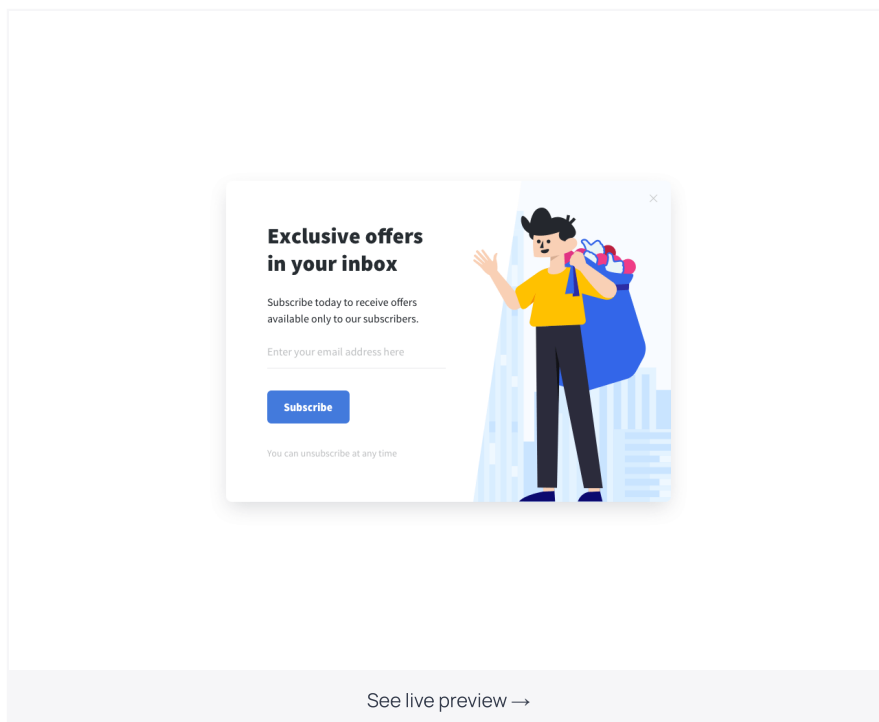 Exclusive offers
in your inbox
Subscribe today to receive offers
available only to our subscribers.
Enter your email address here
Subscribe
You can unsubscribe at any time
See live preview →